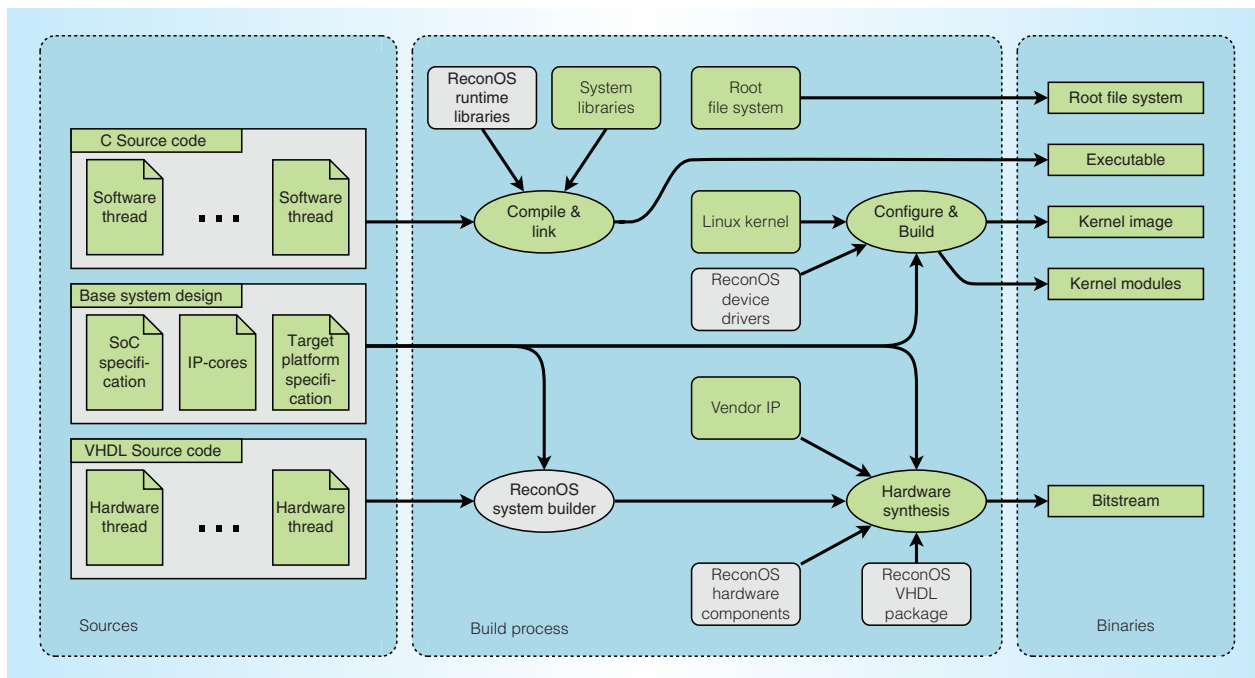 ReconOS
runtime
libraries
System
libraries
Root
file system
Root file system
C Source code
Software
thread
...
Software
thread
Compile &
link
Executable
Linux kernel
Configure &
Build
Kernel image
ReconOS
device
drivers
Kernel modules
Base system design
SoC
specifi-
cation
IP-cores
Target
platform
specifi-
cation
Vendor IP
VHDL Source code
Hardware
thread
...
Hardware
thread
ReconOS
system builder
Hardware
synthesis
Bitstream
ReconOS
hardware
components
ReconOS
VHDL
package
Sources
Build process
Binaries